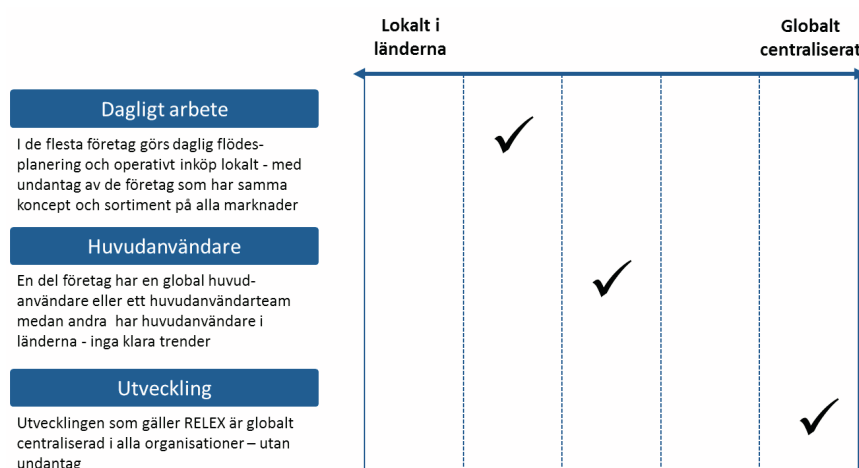 Lokalt i
länderna
Globalt
centraliserat
Dagligt arbete
I de flesta företag görs daglig flödes-
planering och operativt inköp lokalt - med
undantag av de företag som har samma
koncept och sortiment på alla marknader
Huvudanvändare
En del företag har en global huvud-
användare eller ett huvudanvändarteam
medan andra  har huvudanvändare i
länderna - inga klara trender
Utveckling
Utvecklingen som gäller RELEX är globalt
centraliserad i alla organisationer – utan
undantag